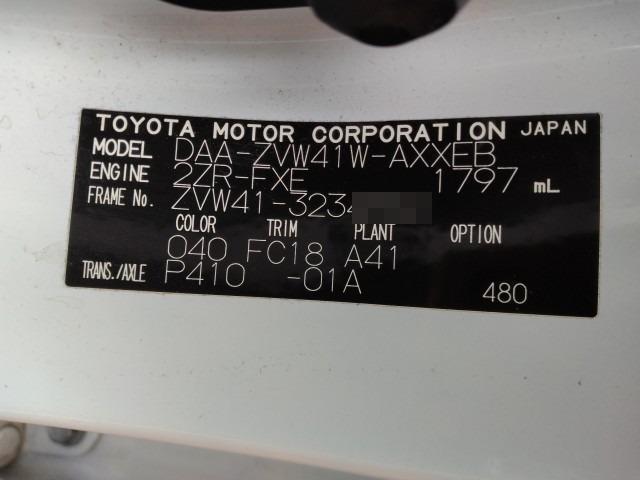 TOYOTA MOTOR CORPORATION JAPAN
MODEL DAA-ZVW41W-AXXEB
ENGINE 2ZR-FXE 1797 mL
FRAME No. ZVW41-323
COLOR TRIM PLANT OPTION
040 FC18 A41
TRANS./AXLE P410 -01A 480